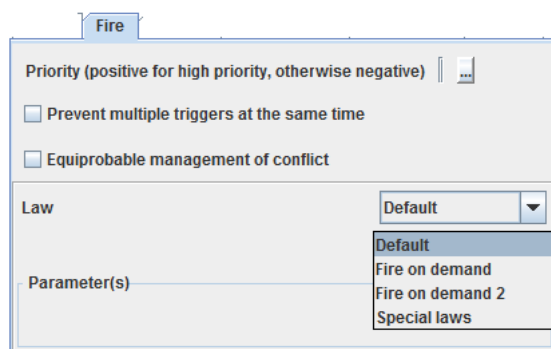 Fire
Priority (positive for high priority, otherwise negative) ...
Prevent multiple triggers at the same time
Equiprobable management of conflict
Law Default
Default
Fire on demand
Fire on demand 2
Special laws
Parameter(s)